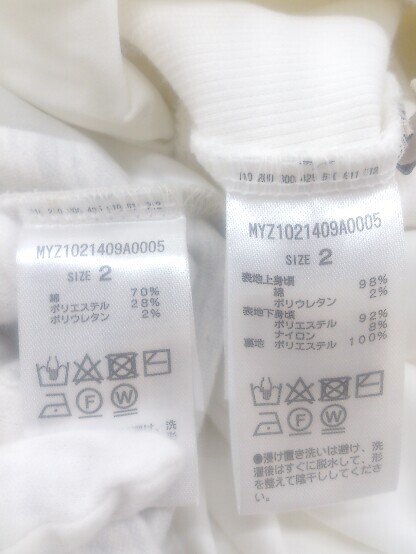 MYZ1021409A0005
SIZE 2
綿 70%
ポリエステル 28%
ポリウレタン 2%
F W
MYZ1021409A0005
SIZE 2
表地上身頃
綿 98%
ポリウレタン 2%
表地下身頃
ポリエステル 92%
ナイロン 8%
裏地 ポリエステル 100%
F W
●浸け置き洗いは避け、洗
濯後はすぐに脱水して、形
を整えて陰干ししてくださ
い。